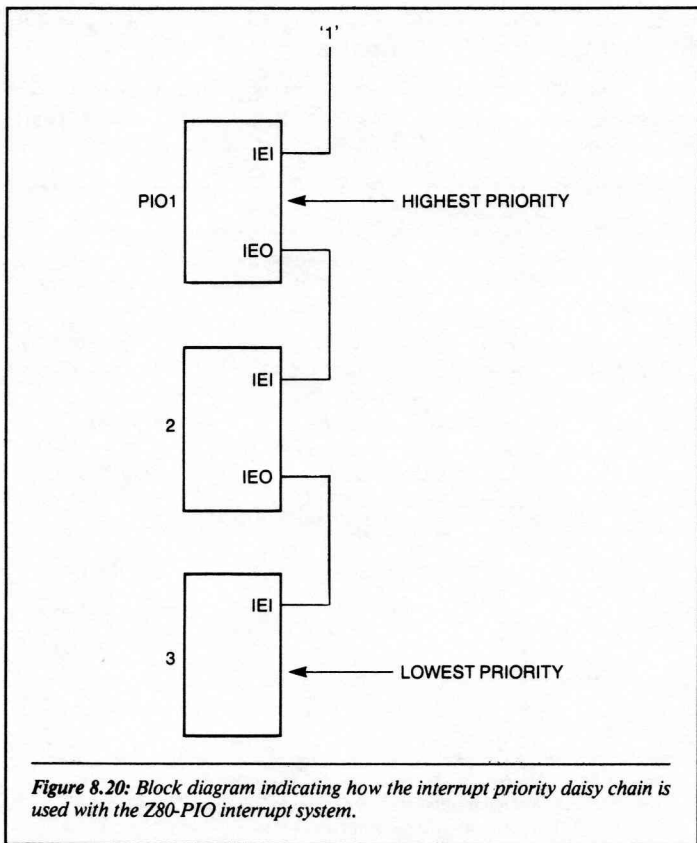 '1'
IEI
PIO1
HIGHEST PRIORITY
IEO
IEI
2
IEO
IEI
3
LOWEST PRIORITY
Figure 8.20: Block diagram indicating how the interrupt priority daisy chain is
used with the Z80-PIO interrupt system.